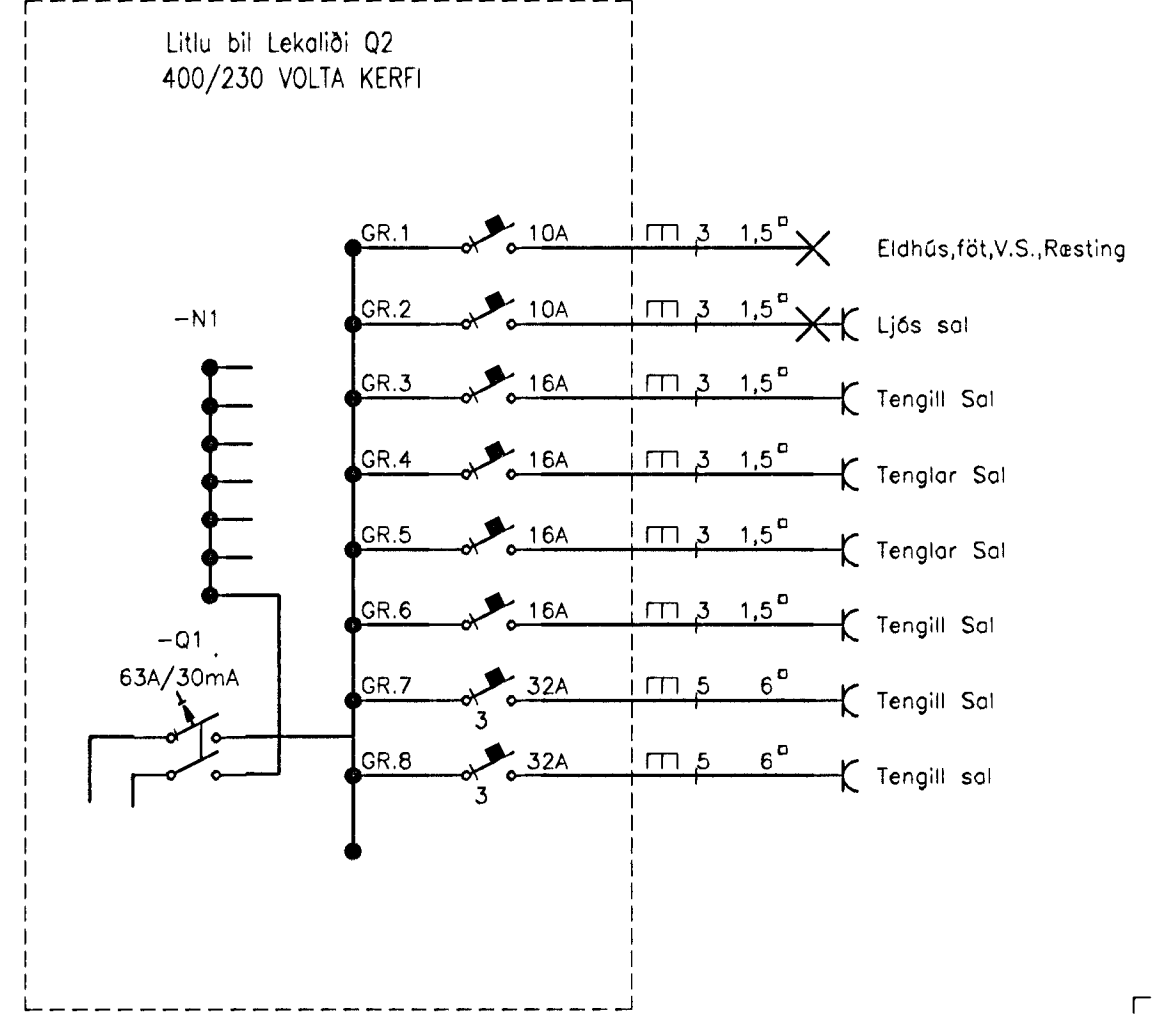 Litlu bil Lekaliði Q2
400/230 VOLTA KERFI
GR.1 10A 3 1,5▫ Eldhús,föt,V.S.,Ræsting
GR.2 10A 3 1,5▫ Ljós sal
-N1
GR.3 16A 3 1,5▫ Tengill Sal
GR.4 16A 3 1,5▫ Tenglar Sal
GR.5 16A 3 1,5▫ Tenglar Sal
GR.6 16A 3 1,5▫ Tengill Sal
-Q1
63A/30mA
GR.7 3 32A 5 6▫ Tengill Sal
GR.8 3 32A 5 6▫ Tengill sal